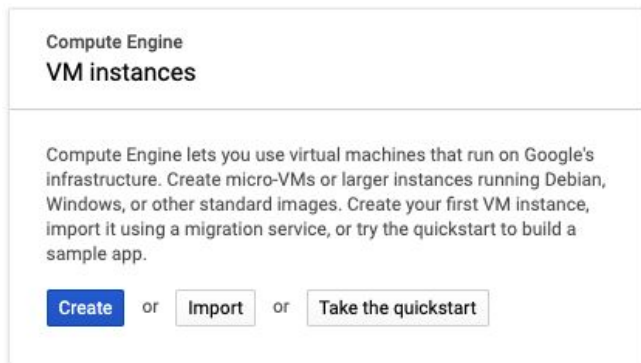 Compute Engine
VM instances
Compute Engine lets you use virtual machines that run on Google's
infrastructure. Create micro-VMs or larger instances running Debian,
Windows, or other standard images. Create your first VM instance,
import it using a migration service, or try the quickstart to build a
sample app.
Create or Import or Take the quickstart